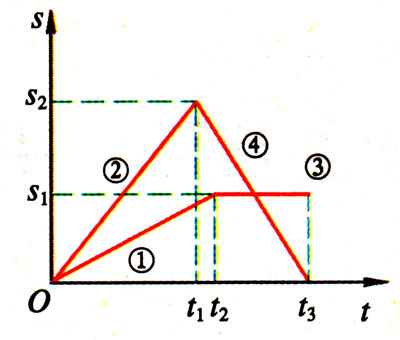 s
s₂
④
②
③
s₁
①
O
t₁ t₂ t₃ t